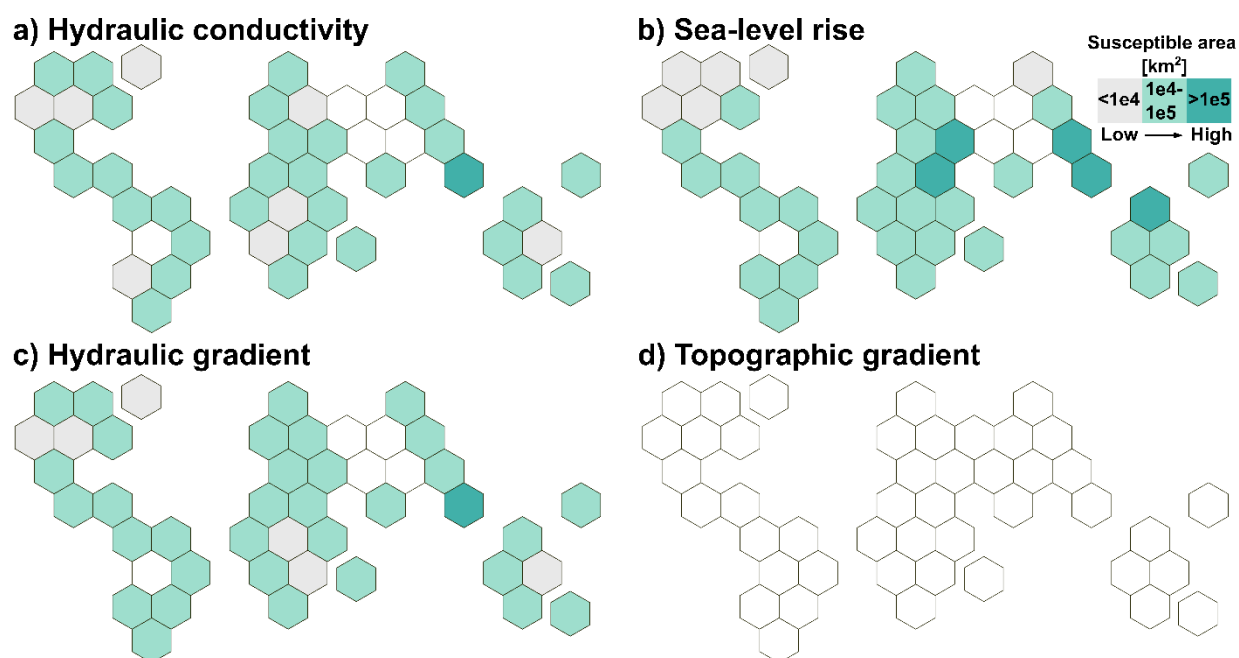 a) Hydraulic conductivity
b) Sea-level rise
Susceptible area
[km²]
<1e4 1e4-1e5 >1e5
Low → High
c) Hydraulic gradient
d) Topographic gradient